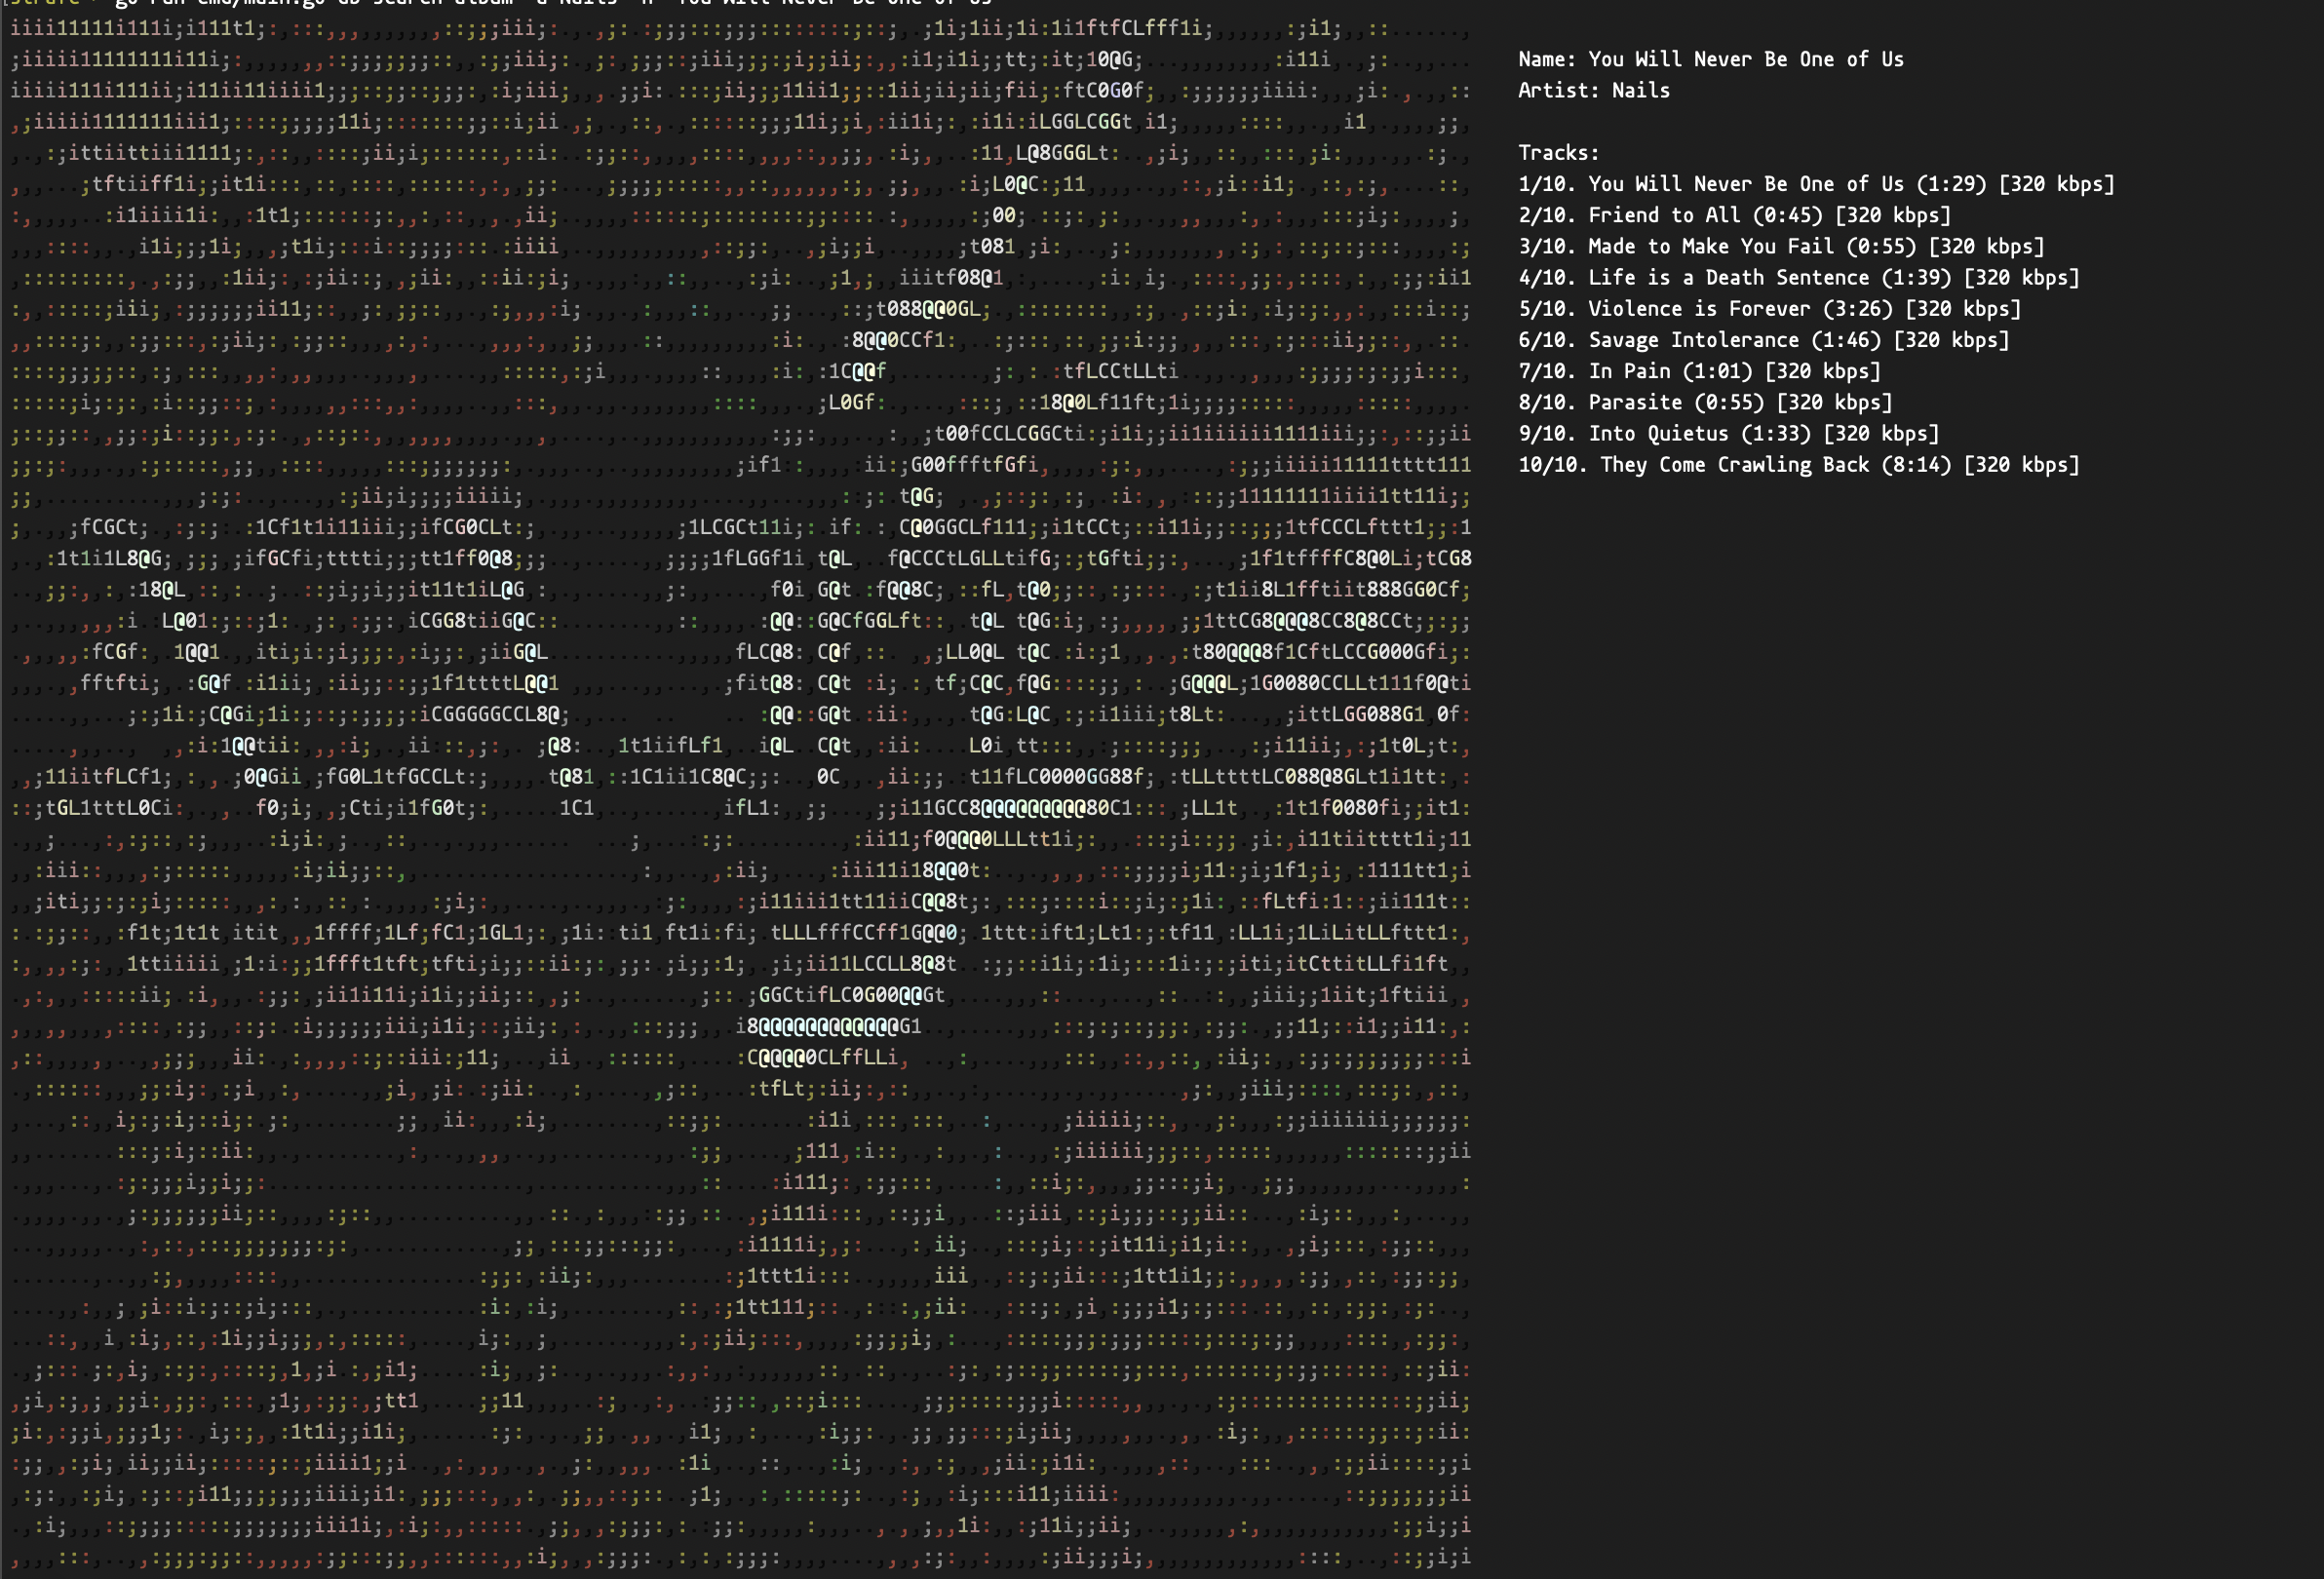 Name: You Will Never Be One of Us
Artist: Nails
Tracks:
1/10. You Will Never Be One of Us (1:29) [320 kbps]
2/10. Friend to All (0:45) [320 kbps]
3/10. Made to Make You Fail (0:55) [320 kbps]
4/10. Life is a Death Sentence (1:39) [320 kbps]
5/10. Violence is Forever (3:26) [320 kbps]
6/10. Savage Intolerance (1:46) [320 kbps]
7/10. In Pain (1:01) [320 kbps]
8/10. Parasite (0:55) [320 kbps]
9/10. Into Quietus (1:33) [320 kbps]
10/10. They Come Crawling Back (8:14) [320 kbps]